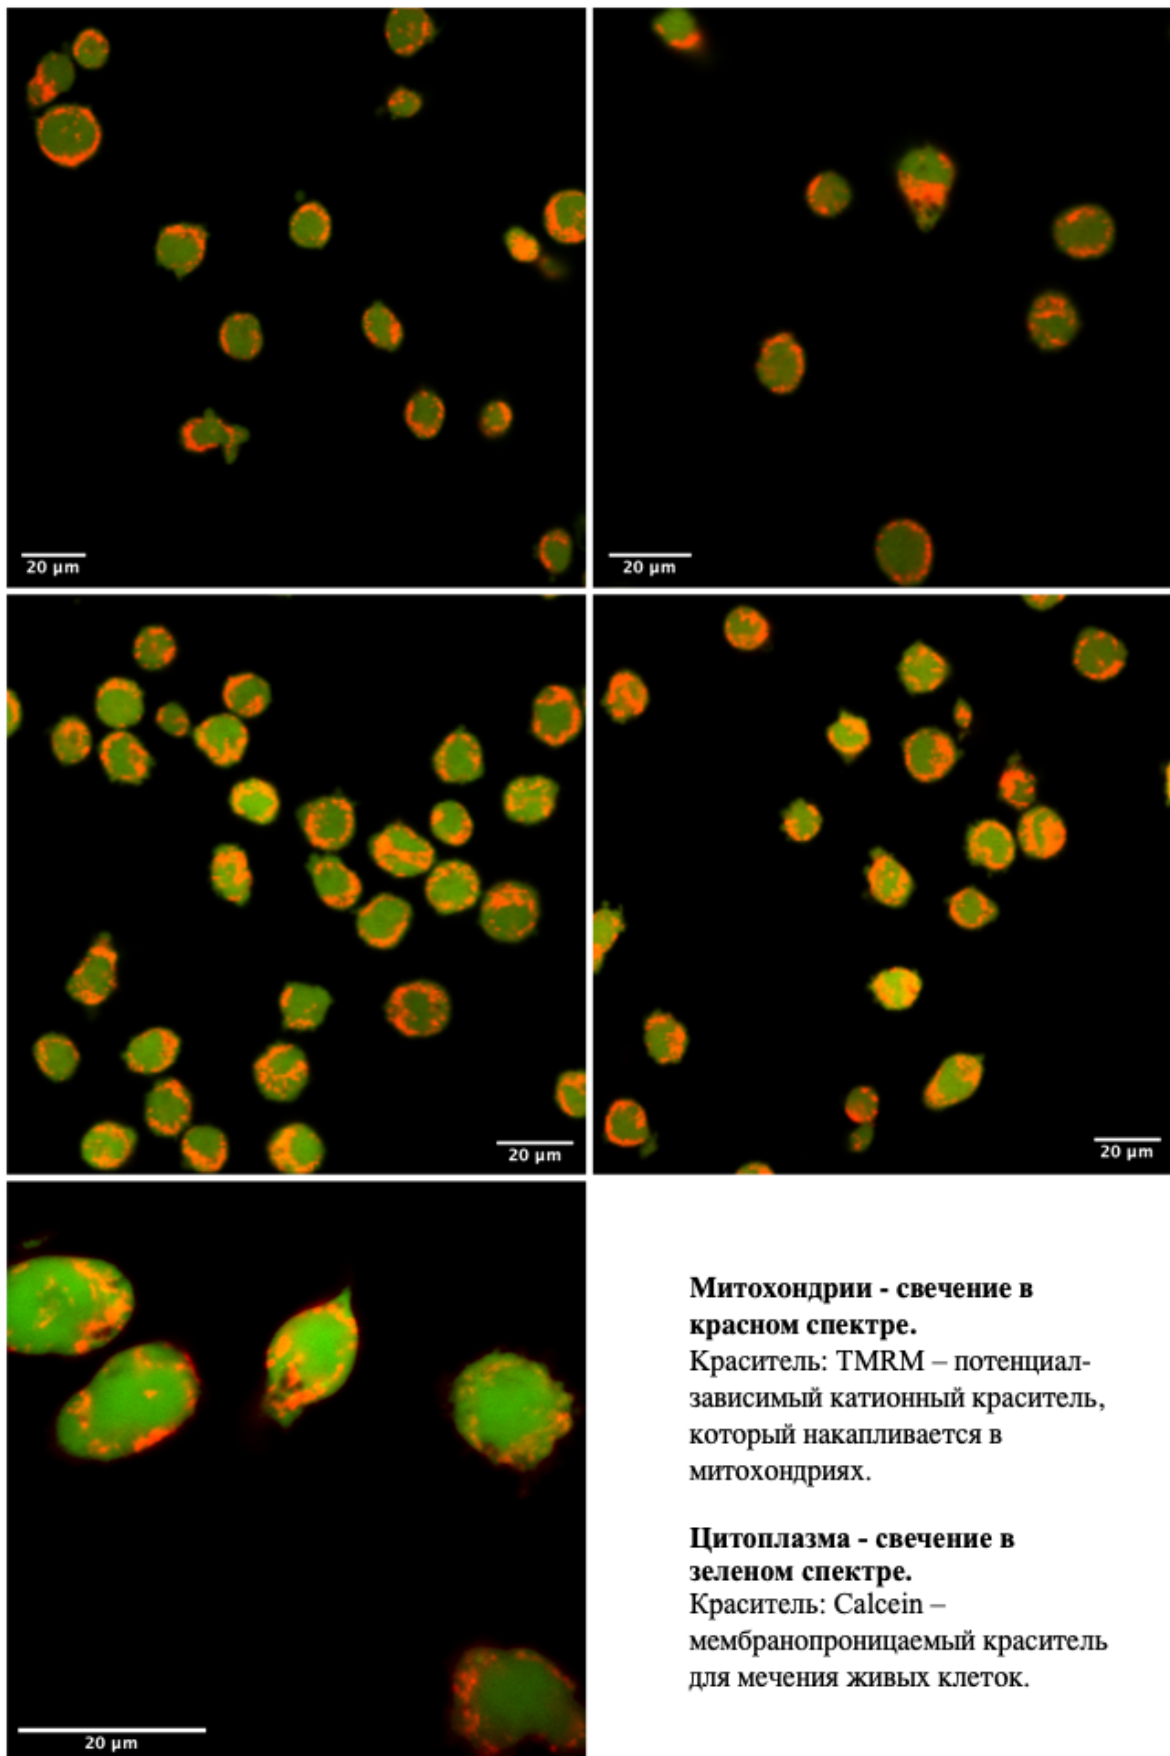 20 µm
20 µm
20 µm
20 µm
20 µm
Митохондрии - свечение в
красном спектре.
Краситель: TMRM – потенциал-
зависимый катионный краситель,
который накапливается в
митохондриях.
Цитоплазма - свечение в
зеленом спектре.
Краситель: Calcein –
мембранопроницаемый краситель
для мечения живых клеток.